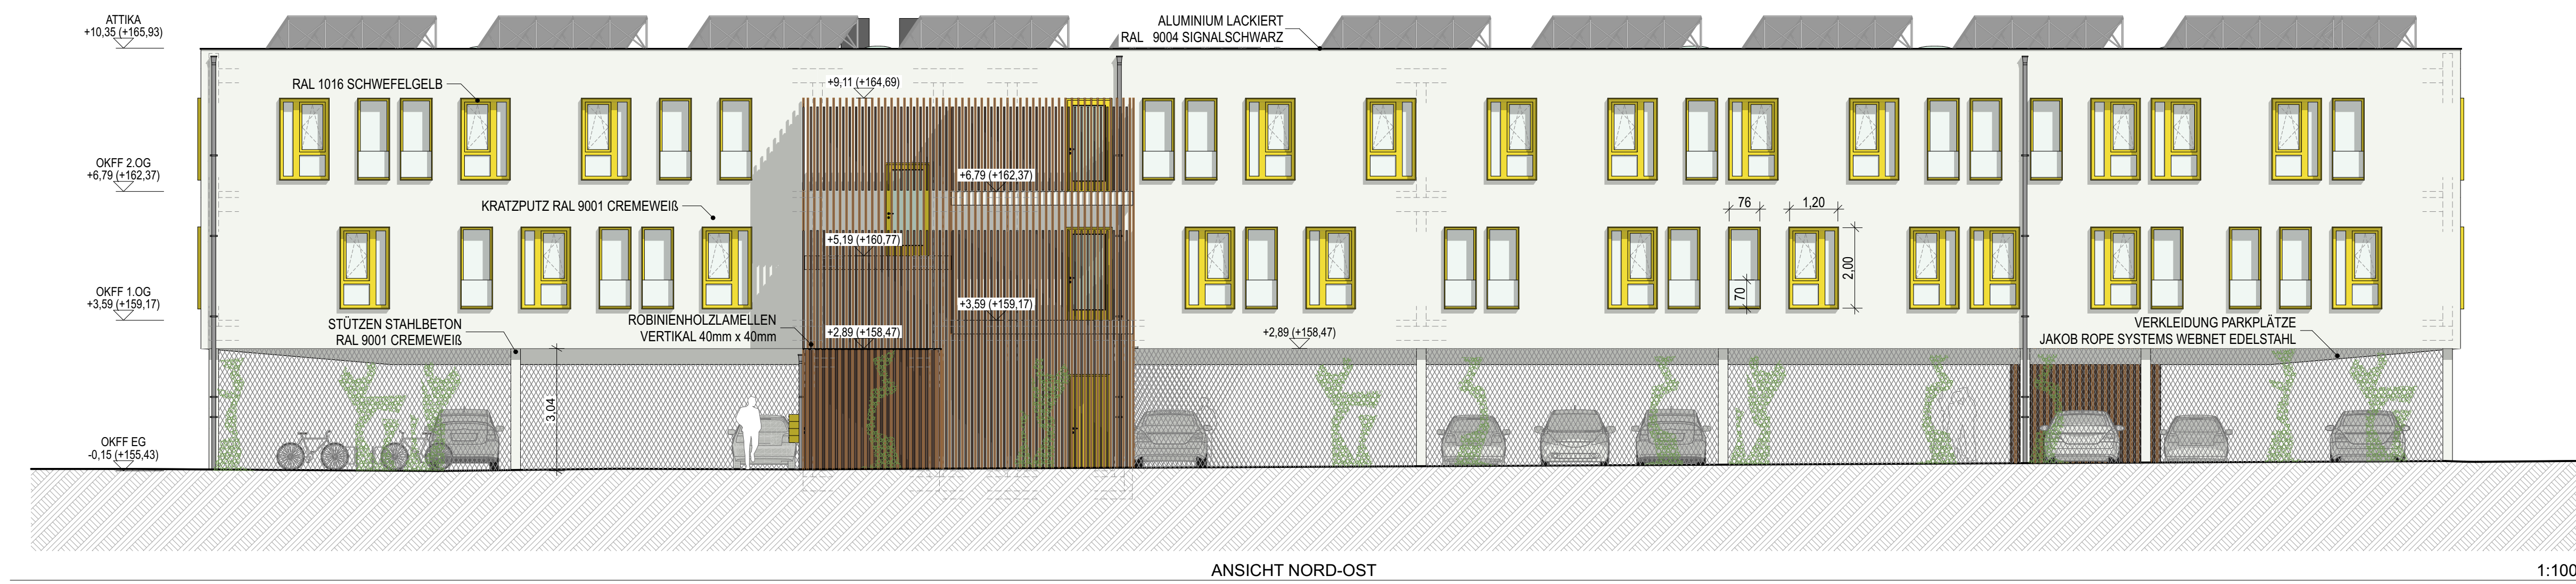 ATTIKA
+10,35 (+165,93)
ALUMINIUM LACKIERT
RAL 9004 SIGNALSCHWARZ
RAL 1016 SCHWEFELGELB
+9,11 (+164,69)
OKFF 2.OG
+6,79 (+162,37)
+6,79 (+162,37)
KRATZPUTZ RAL 9001 CREMEWEIß
76
1,20
+5,19 (+160,77)
2,00
70
OKFF 1.OG
+3,59 (+159,17)
+3,59 (+159,17)
STÜTZEN STAHLBETON
RAL 9001 CREMEWEIß
ROBINIENHOLZLAMELLEN
VERTIKAL 40mm x 40mm
+2,89 (+158,47)
+2,89 (+158,47)
VERKLEIDUNG PARKPLÄTZE
JAKOB ROPE SYSTEMS WEBNET EDELSTAHL
3,04
OKFF EG
-0,15 (+155,43)
ANSICHT NORD-OST
1:100